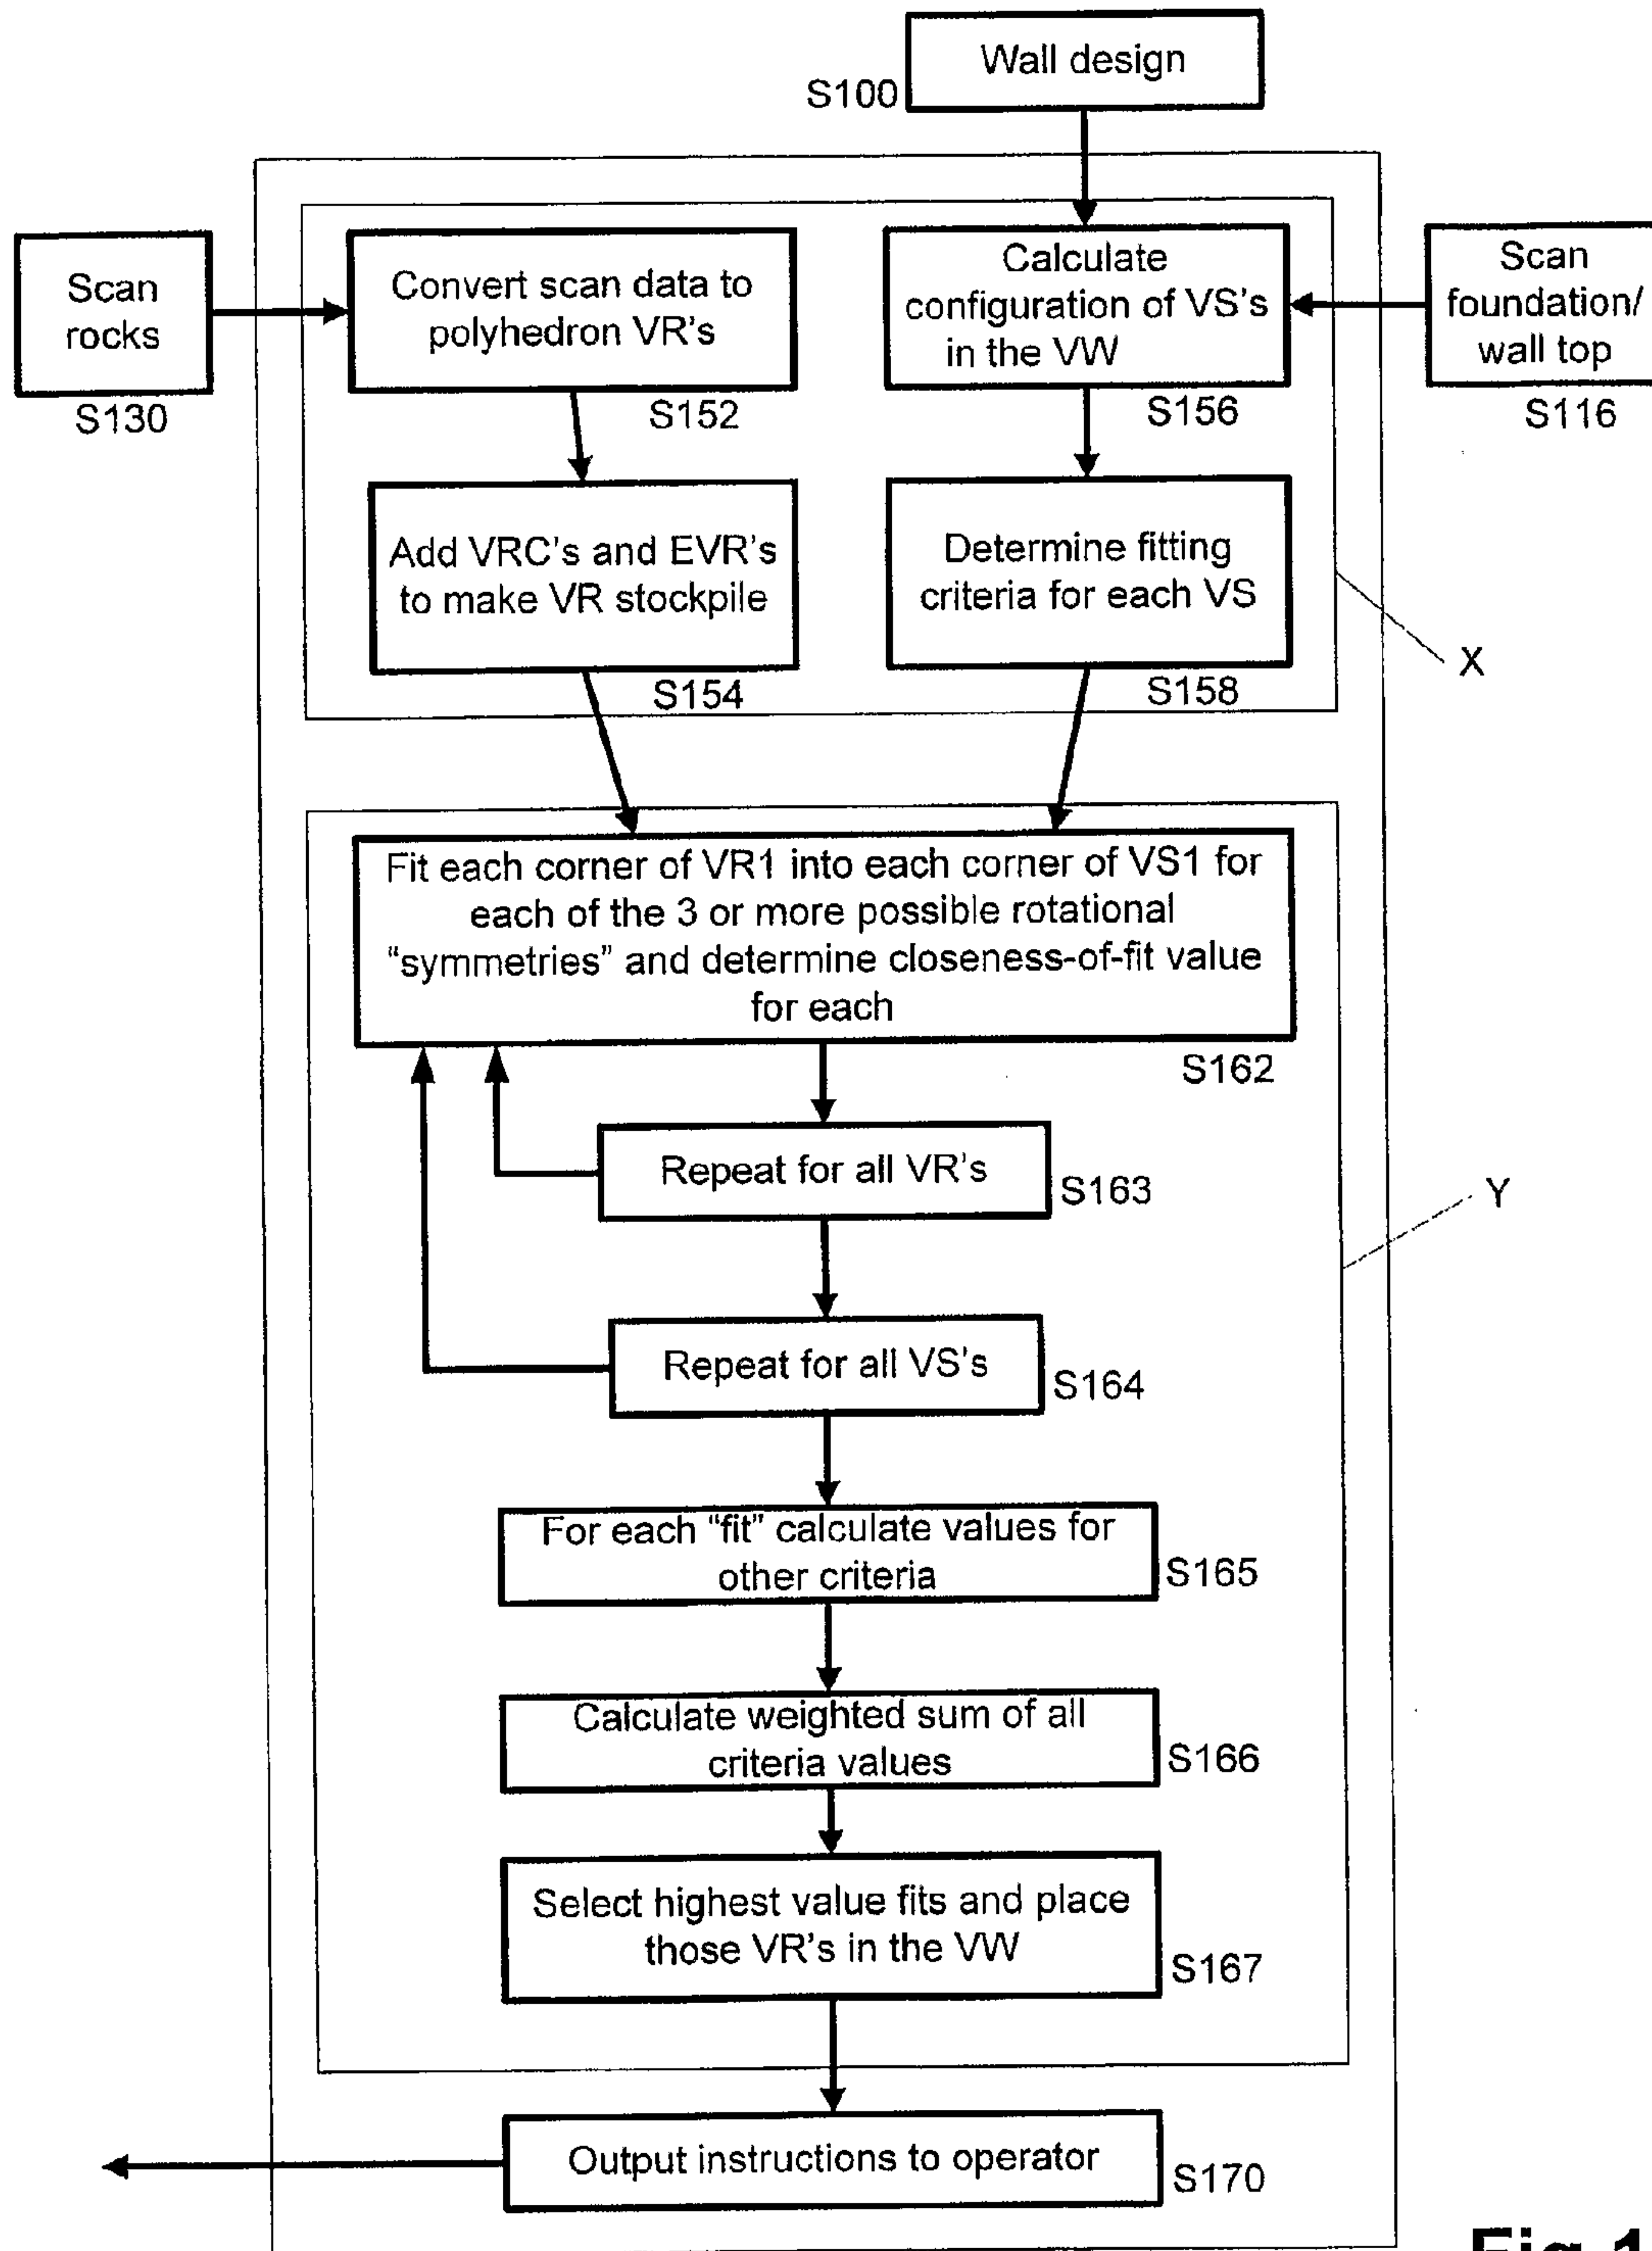 Wall design
S100
Scan
rocks
S130
Convert scan data to
polyhedron VR's
S152
Calculate
configuration of VS's
in the VW
S156
Scan
foundation/
wall top
S116
Add VRC's and EVR's
to make VR stockpile
S154
Determine fitting
criteria for each VS
S158
X
Fit each corner of VR1 into each corner of VS1 for
each of the 3 or more possible rotational
“symmetries” and determine closeness-of-fit value
for each
S162
Repeat for all VR's
S163
Y
Repeat for all VS's
S164
For each “fit” calculate values for
other criteria
S165
Calculate weighted sum of all
criteria values
S166
Select highest value fits and place
those VR's in the VW
S167
Output instructions to operator
S170